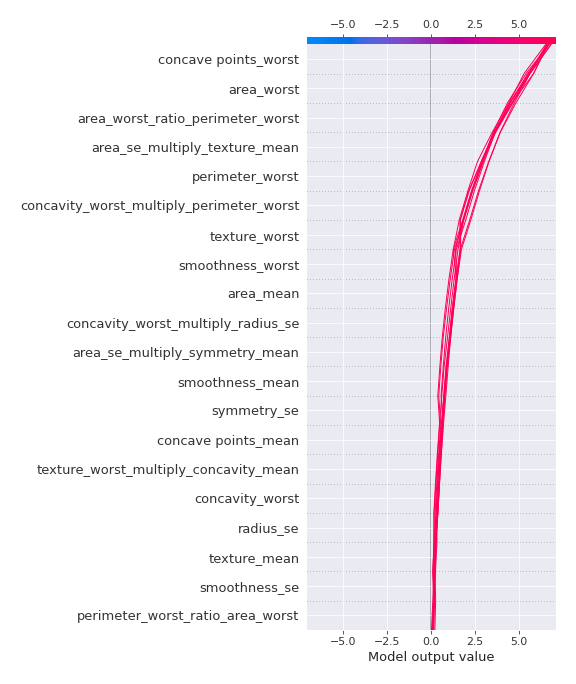 −5.0 −2.5 0.0 2.5 5.0
concave points_worst
area_worst
area_worst_ratio_perimeter_worst
area_se_multiply_texture_mean
perimeter_worst
concavity_worst_multiply_perimeter_worst
texture_worst
smoothness_worst
area_mean
concavity_worst_multiply_radius_se
area_se_multiply_symmetry_mean
smoothness_mean
symmetry_se
concave points_mean
texture_worst_multiply_concavity_mean
concavity_worst
radius_se
texture_mean
smoothness_se
perimeter_worst_ratio_area_worst
−5.0 −2.5 0.0 2.5 5.0
Model output value